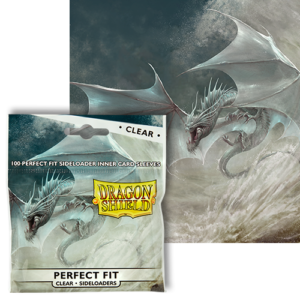 • CLEAR •
100 PERFECT FIT SIDELOADER INNER CARD SLEEVES
DRAGON
SHIELD
PERFECT FIT
CLEAR • SIDELOADERS